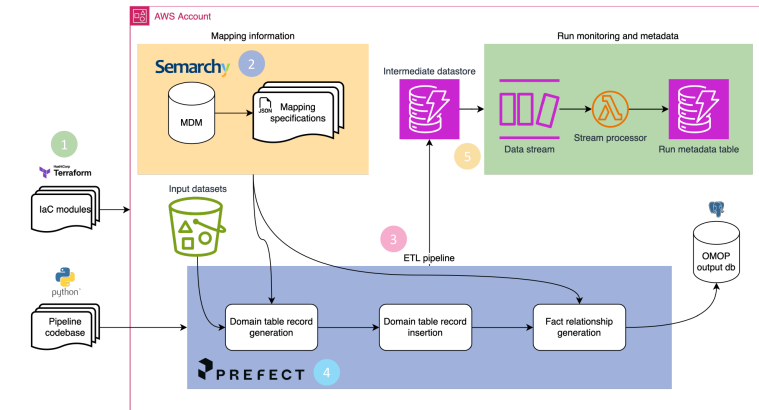 AWS Account
Mapping information
Run monitoring and metadata
Semarchy
2
MDM
JSON
Mapping
specifications
Intermediate datastore
Data stream
Stream processor
Run metadata table
5
1
HashiCorp
Terraform
IaC modules
Input datasets
3
ETL pipeline
OMOP
output db
python
Pipeline
codebase
Domain table record
generation
Domain table record
insertion
Fact relationship
generation
PREFECT
4